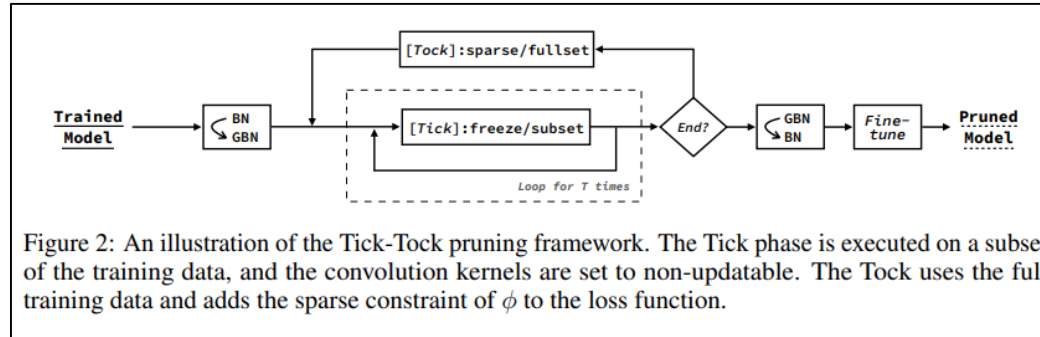 [Tock]:sparse/fullset
Trained
Model
BN
GBN
[Tick]:freeze/subset
Loop for T times
End?
GBN
BN
Fine-
tune
Pruned
Model
Figure 2: An illustration of the Tick-Tock pruning framework. The Tick phase is executed on a subse
of the training data, and the convolution kernels are set to non-updatable. The Tock uses the ful
training data and adds the sparse constraint of ϕ to the loss function.